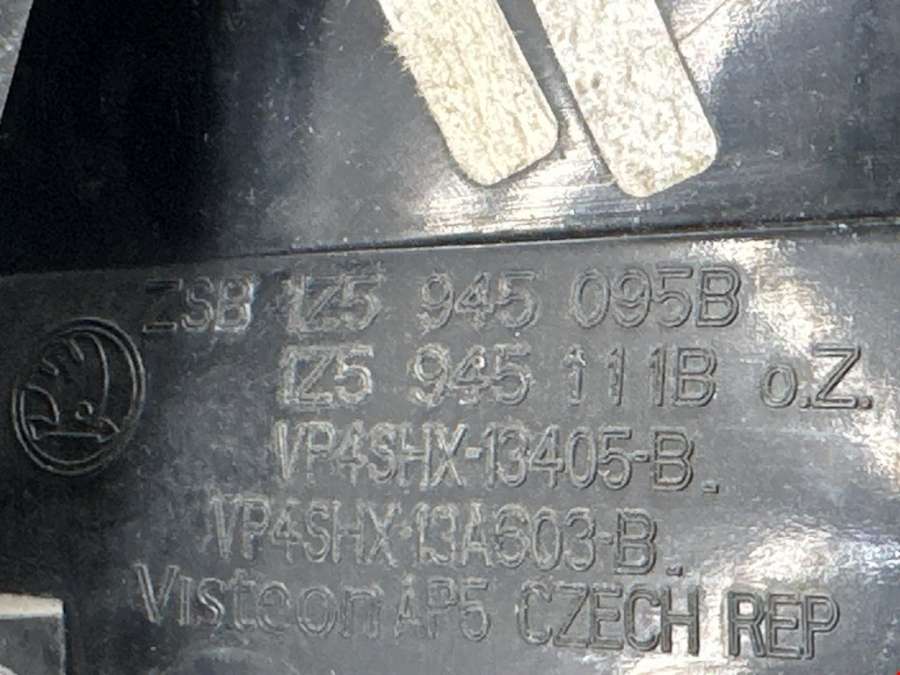 ZSB 1Z5 945 095B
1Z5 945 111B o.Z.
VP4SHX-13405-B
VP4SHX-13A603-B
Visteon AP5 CZECH REP